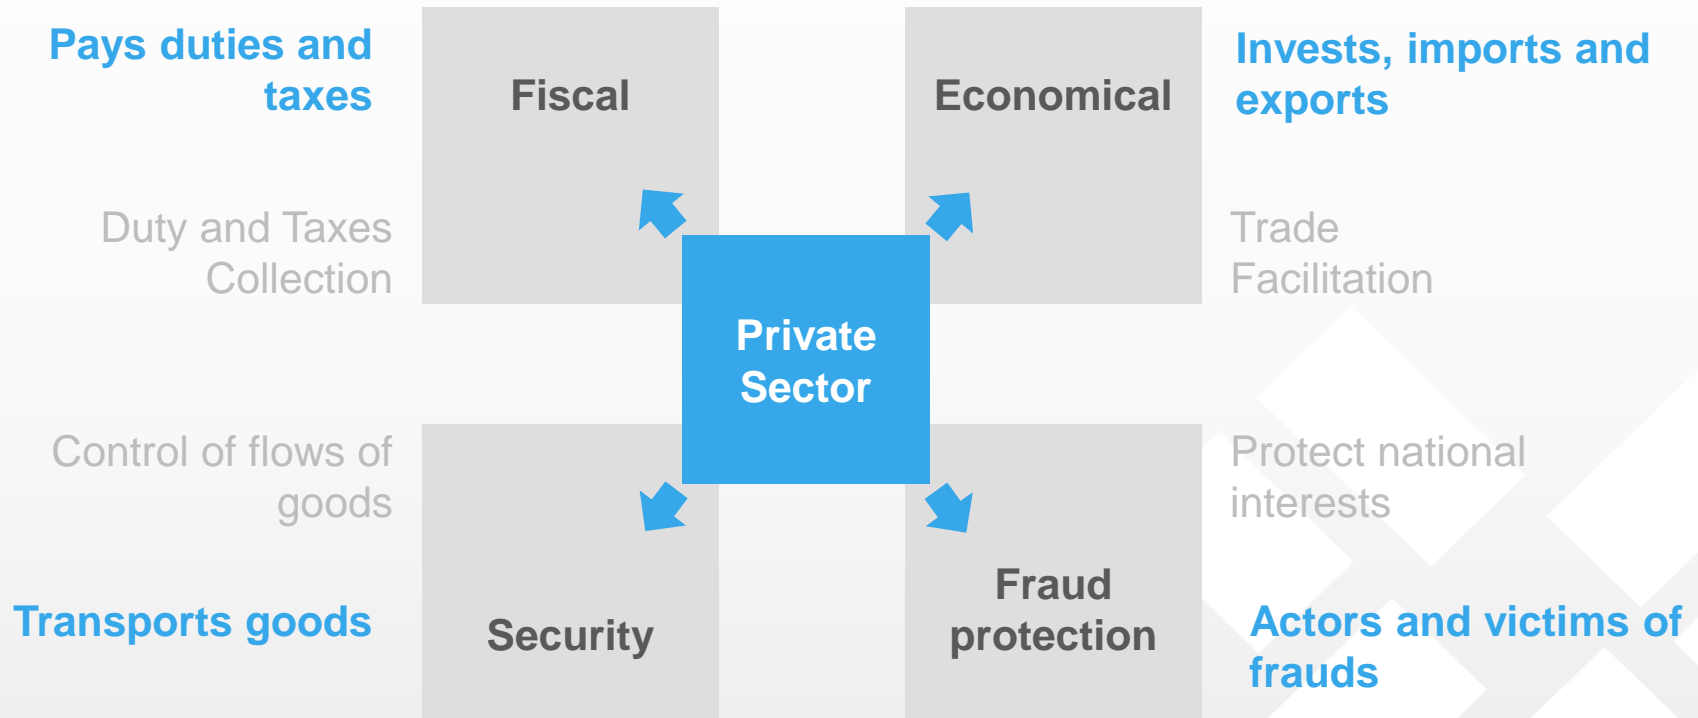 Pays duties and
taxes
Fiscal
Economical
Invests, imports and
exports
Duty and Taxes
Collection
Trade
Facilitation
Private
Sector
Control of flows of
goods
Protect national
interests
Transports goods
Security
Fraud
protection
Actors and victims of
frauds